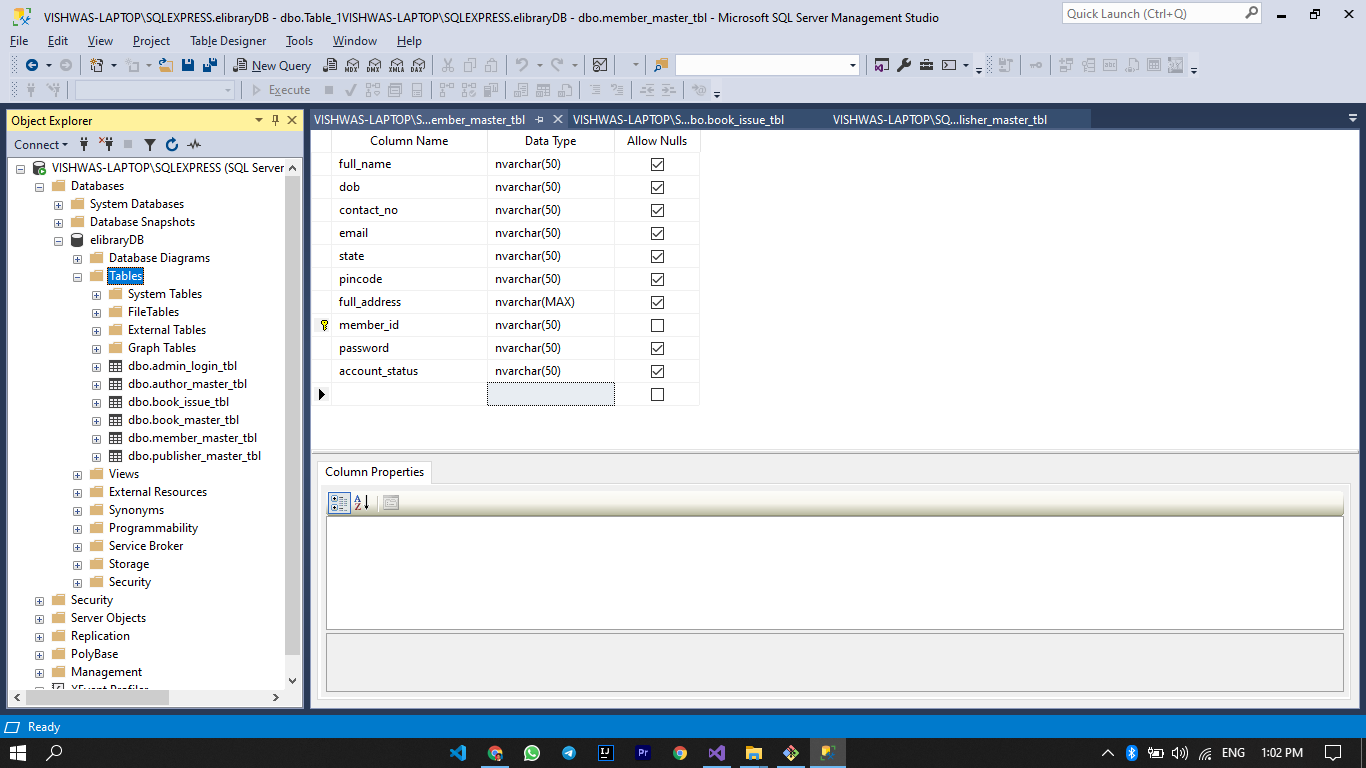 VISHWAS-LAPTOP\SQLEXPRESS.elibraryDB - dbo.Table_1VISHWAS-LAPTOP\SQLEXPRESS.elibraryDB - dbo.member_master_tbl - Microsoft SQL Server Management Studio
Quick Launch (Ctrl+Q)
File Edit View Project Table Designer Tools Window Help
New Query MDX DMX XMLA DAX
Execute
Object Explorer
Connect
VISHWAS-LAPTOP\SQLEXPRESS (SQL Server
Databases
System Databases
Database Snapshots
elibraryDB
Database Diagrams
Tables
System Tables
FileTables
External Tables
Graph Tables
dbo.admin_login_tbl
dbo.author_master_tbl
dbo.book_issue_tbl
dbo.book_master_tbl
dbo.member_master_tbl
dbo.publisher_master_tbl
Views
External Resources
Synonyms
Programmability
Service Broker
Storage
Security
Security
Server Objects
Replication
PolyBase
Management
XEvent Profiler
VISHWAS-LAPTOP\S...ember_master_tbl VISHWAS-LAPTOP\S...bo.book_issue_tbl VISHWAS-LAPTOP\SQ...lisher_master_tbl
Column Name Data Type Allow Nulls
full_name nvarchar(50)
dob nvarchar(50)
contact_no nvarchar(50)
email nvarchar(50)
state nvarchar(50)
pincode nvarchar(50)
full_address nvarchar(MAX)
member_id nvarchar(50)
password nvarchar(50)
account_status nvarchar(50)
Column Properties
Ready
ENG 1:02 PM